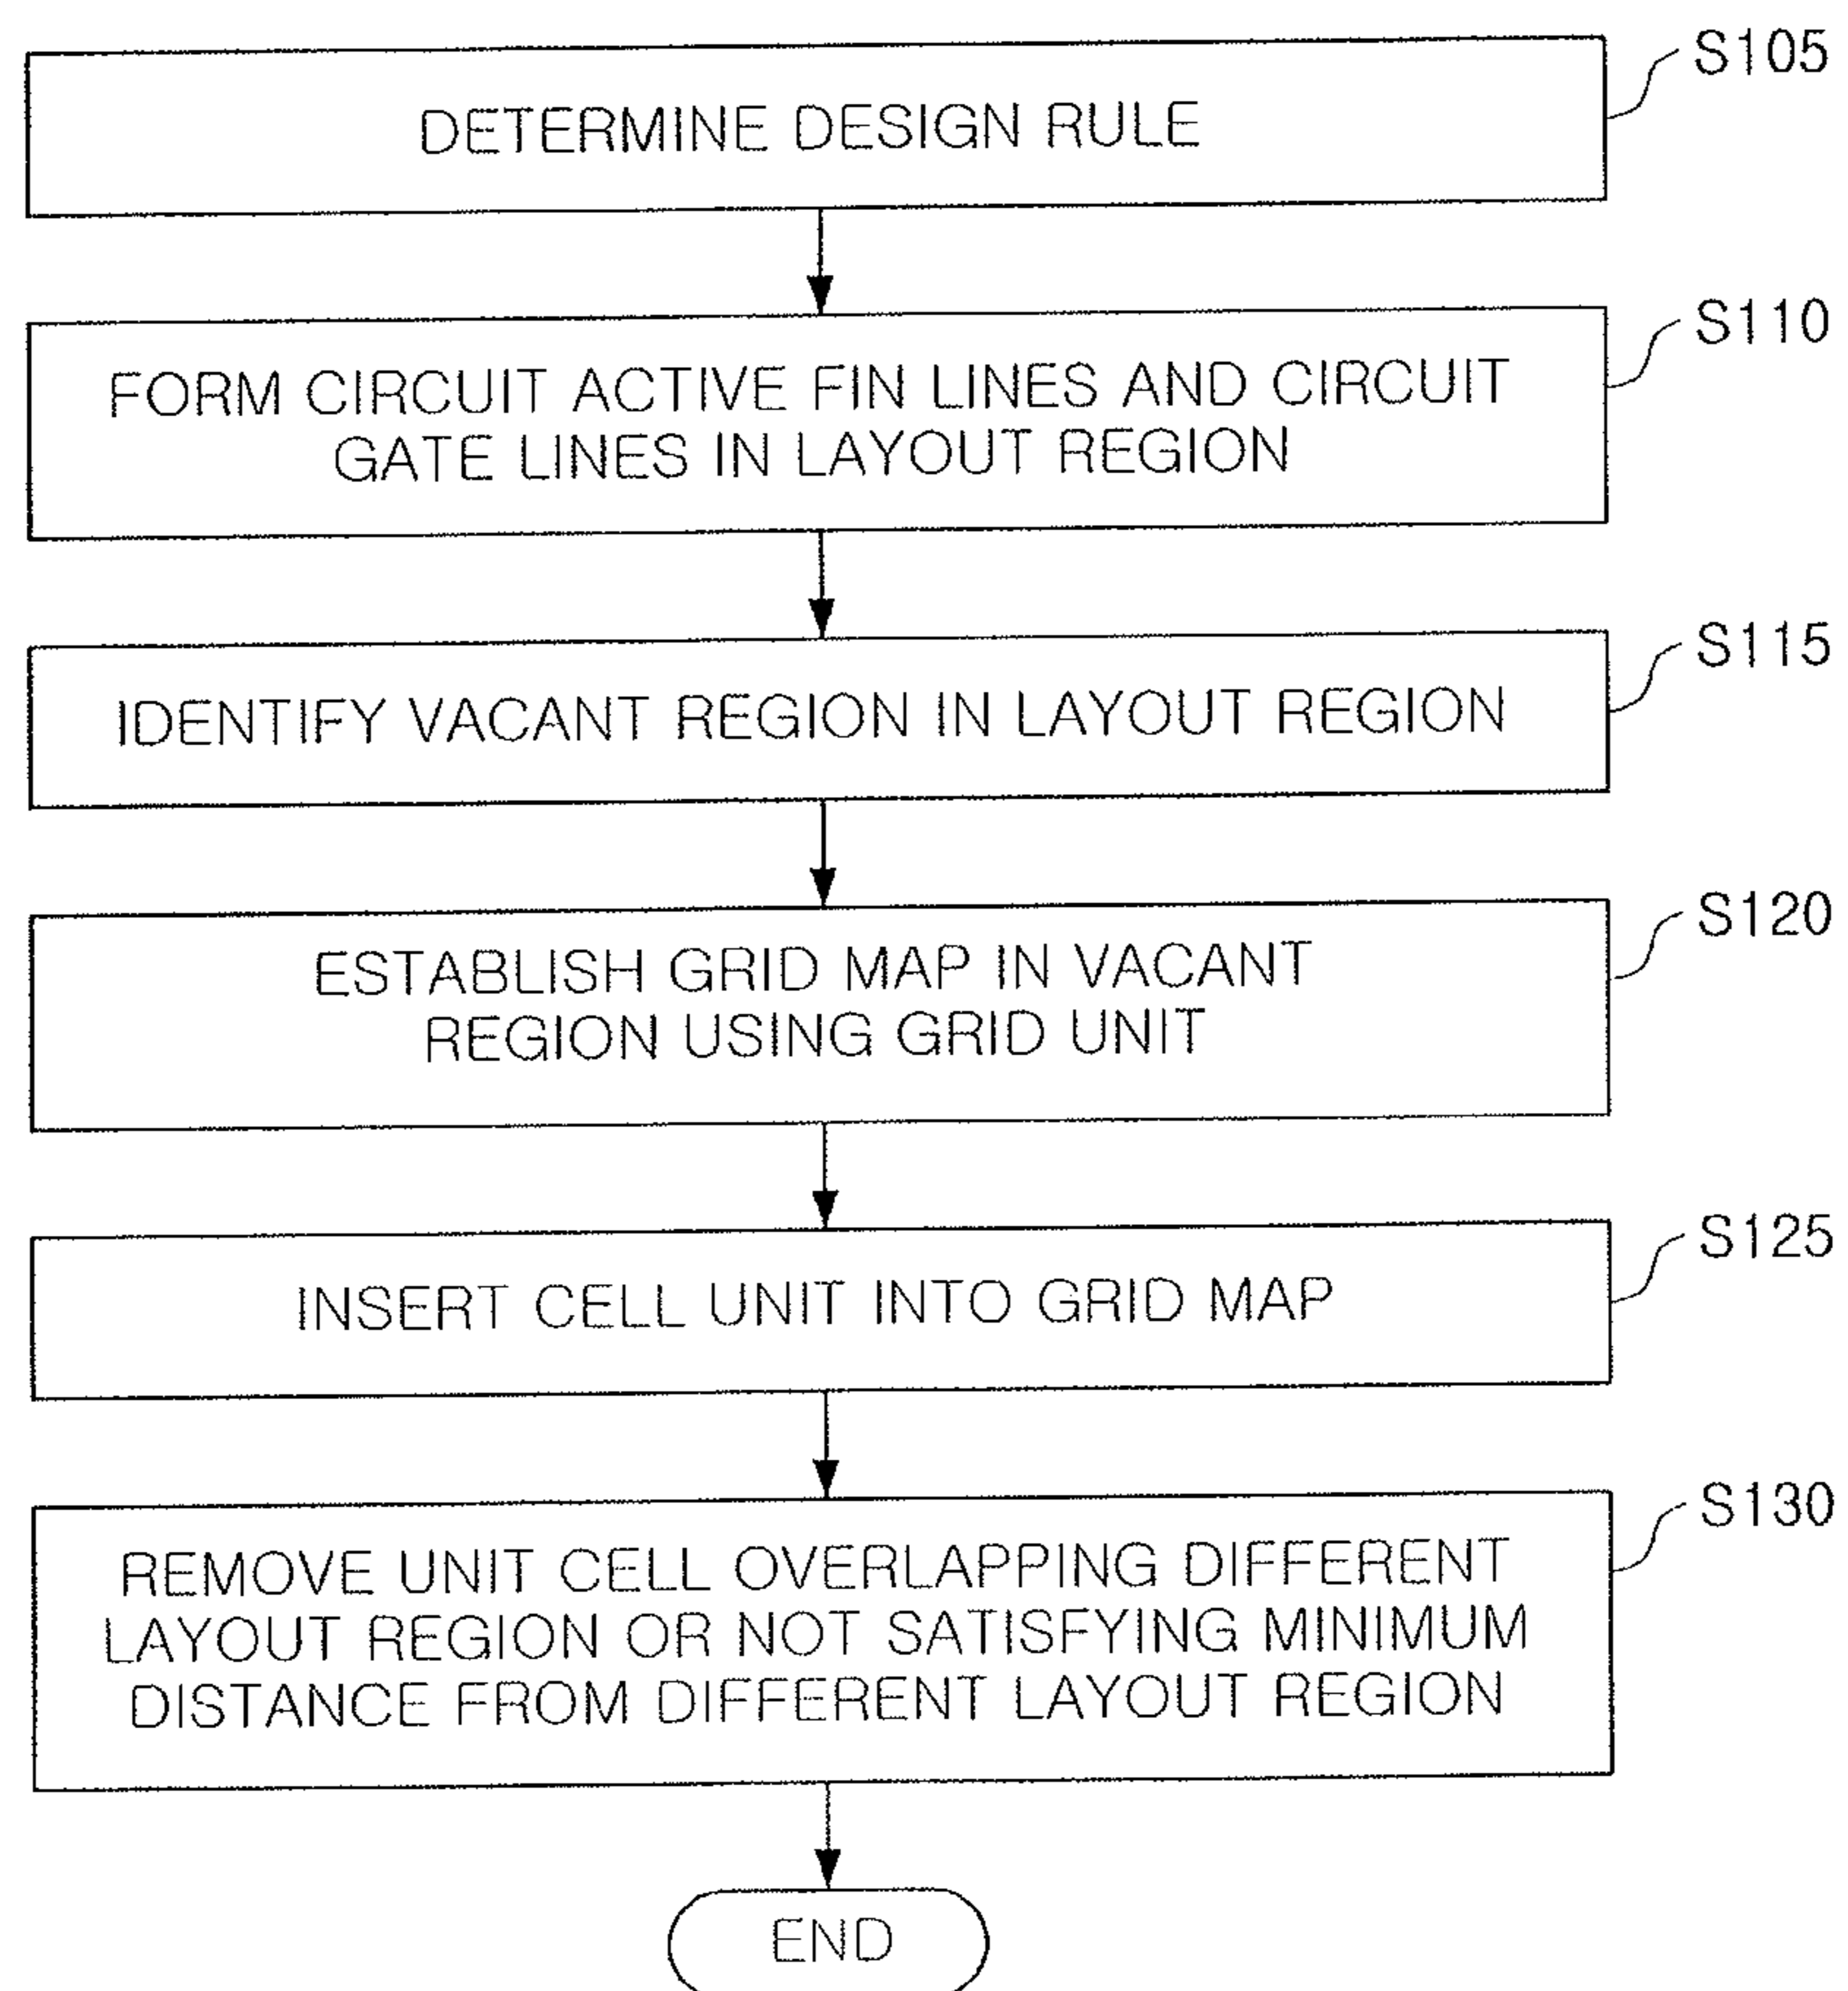 S105
DETERMINE DESIGN RULE
S110
FORM CIRCUIT ACTIVE FIN LINES AND CIRCUIT
GATE LINES IN LAYOUT REGION
S115
IDENTIFY VACANT REGION IN LAYOUT REGION
S120
ESTABLISH GRID MAP IN VACANT
REGION USING GRID UNIT
S125
INSERT CELL UNIT INTO GRID MAP
S130
REMOVE UNIT CELL OVERLAPPING DIFFERENT
LAYOUT REGION OR NOT SATISFYING MINIMUM
DISTANCE FROM DIFFERENT LAYOUT REGION
END